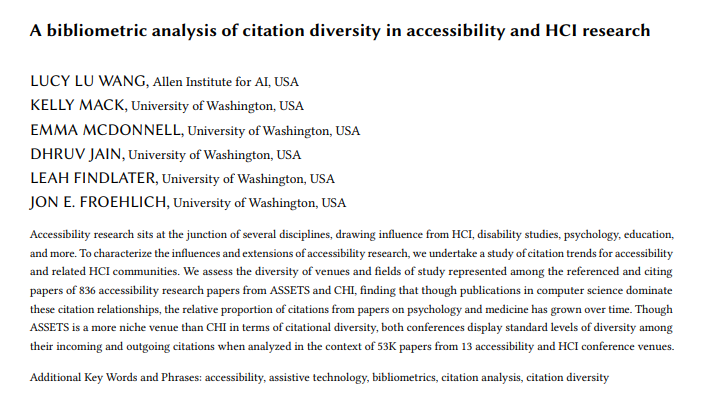 A bibliometric analysis of citation diversity in accessibility and HCI research
LUCY LU WANG, Allen Institute for AI, USA
KELLY MACK, University of Washington, USA
EMMA MCDONNELL, University of Washington, USA
DHRUV JAIN, University of Washington, USA
LEAH FINDLATER, University of Washington, USA
JON E. FROEHLICH, University of Washington, USA
Accessibility research sits at the junction of several disciplines, drawing influence from HCI, disability studies, psychology, education,
and more. To characterize the influences and extensions of accessibility research, we undertake a study of citation trends for accessibility
and related HCI communities. We assess the diversity of venues and fields of study represented among the referenced and citing
papers of 836 accessibility research papers from ASSETS and CHI, finding that though publications in computer science dominate
these citation relationships, the relative proportion of citations from papers on psychology and medicine has grown over time. Though
ASSETS is a more niche venue than CHI in terms of citational diversity, both conferences display standard levels of diversity among
their incoming and outgoing citations when analyzed in the context of 53K papers from 13 accessibility and HCI conference venues.
Additional Key Words and Phrases: accessibility, assistive technology, bibliometrics, citation analysis, citation diversity